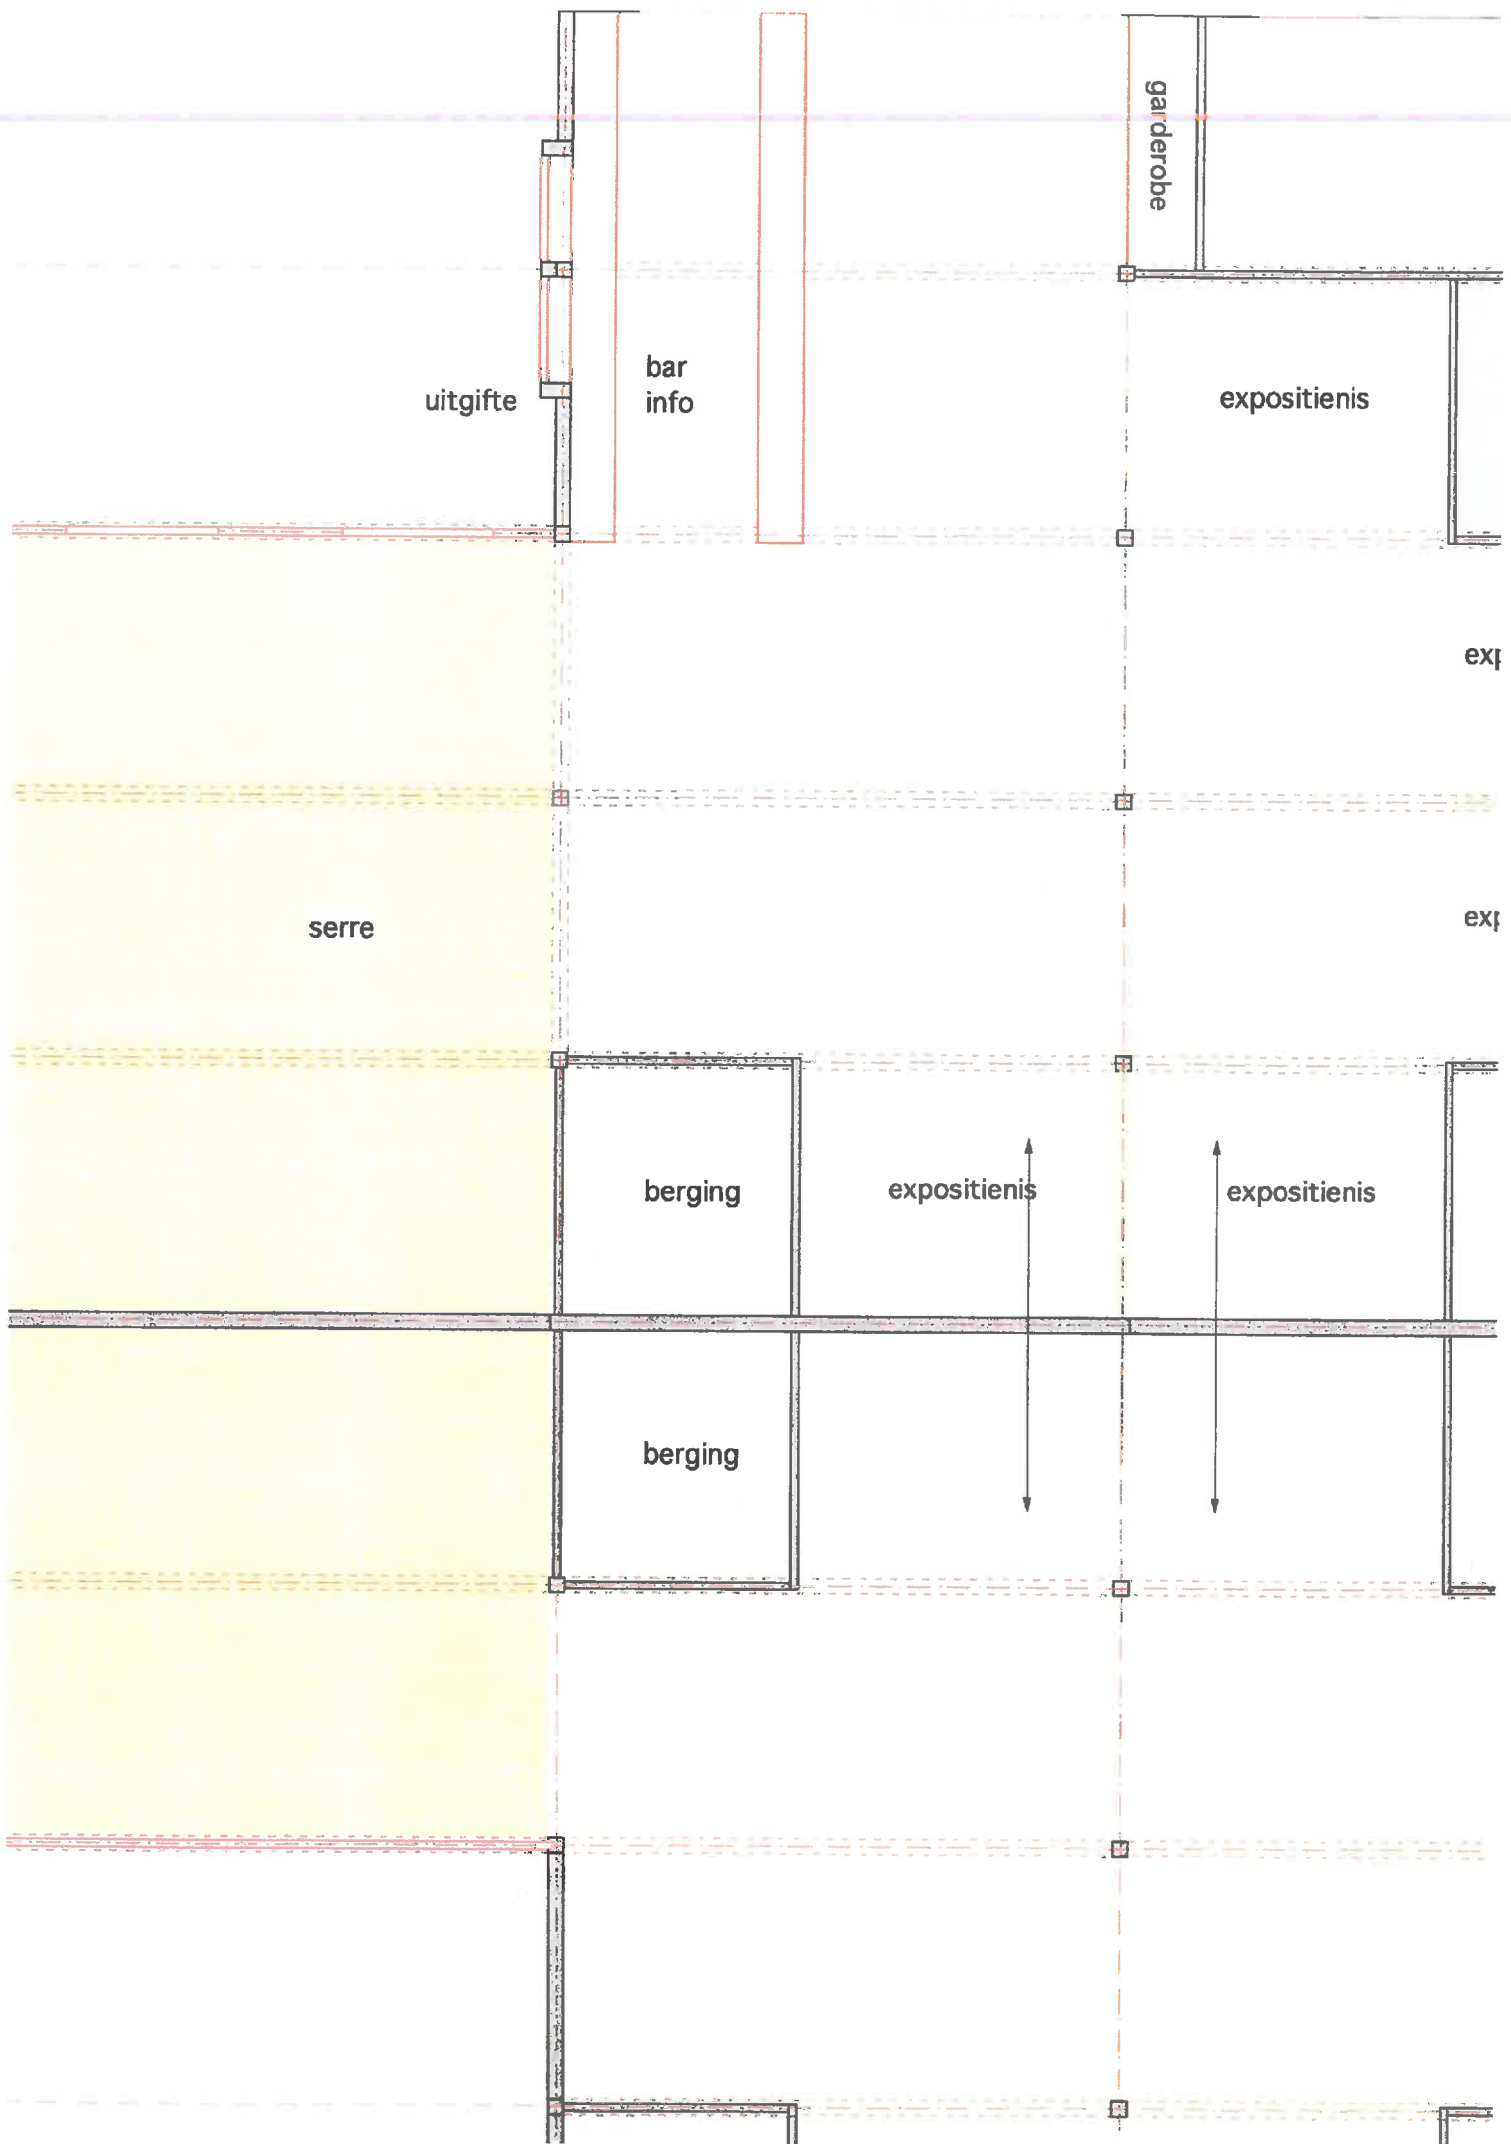 garderobe
bar
info
uitgifte
expositienis
serre
berging
expositienis
expositienis
berging